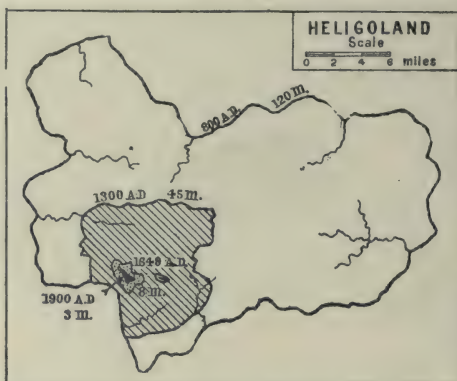 HELIGOLAND
Scale
0 2 4 6 miles
800 A.D. 120 m.
1300 A.D 45 m.
1649 A.D.
8 m.
1900 A.D
3 m.